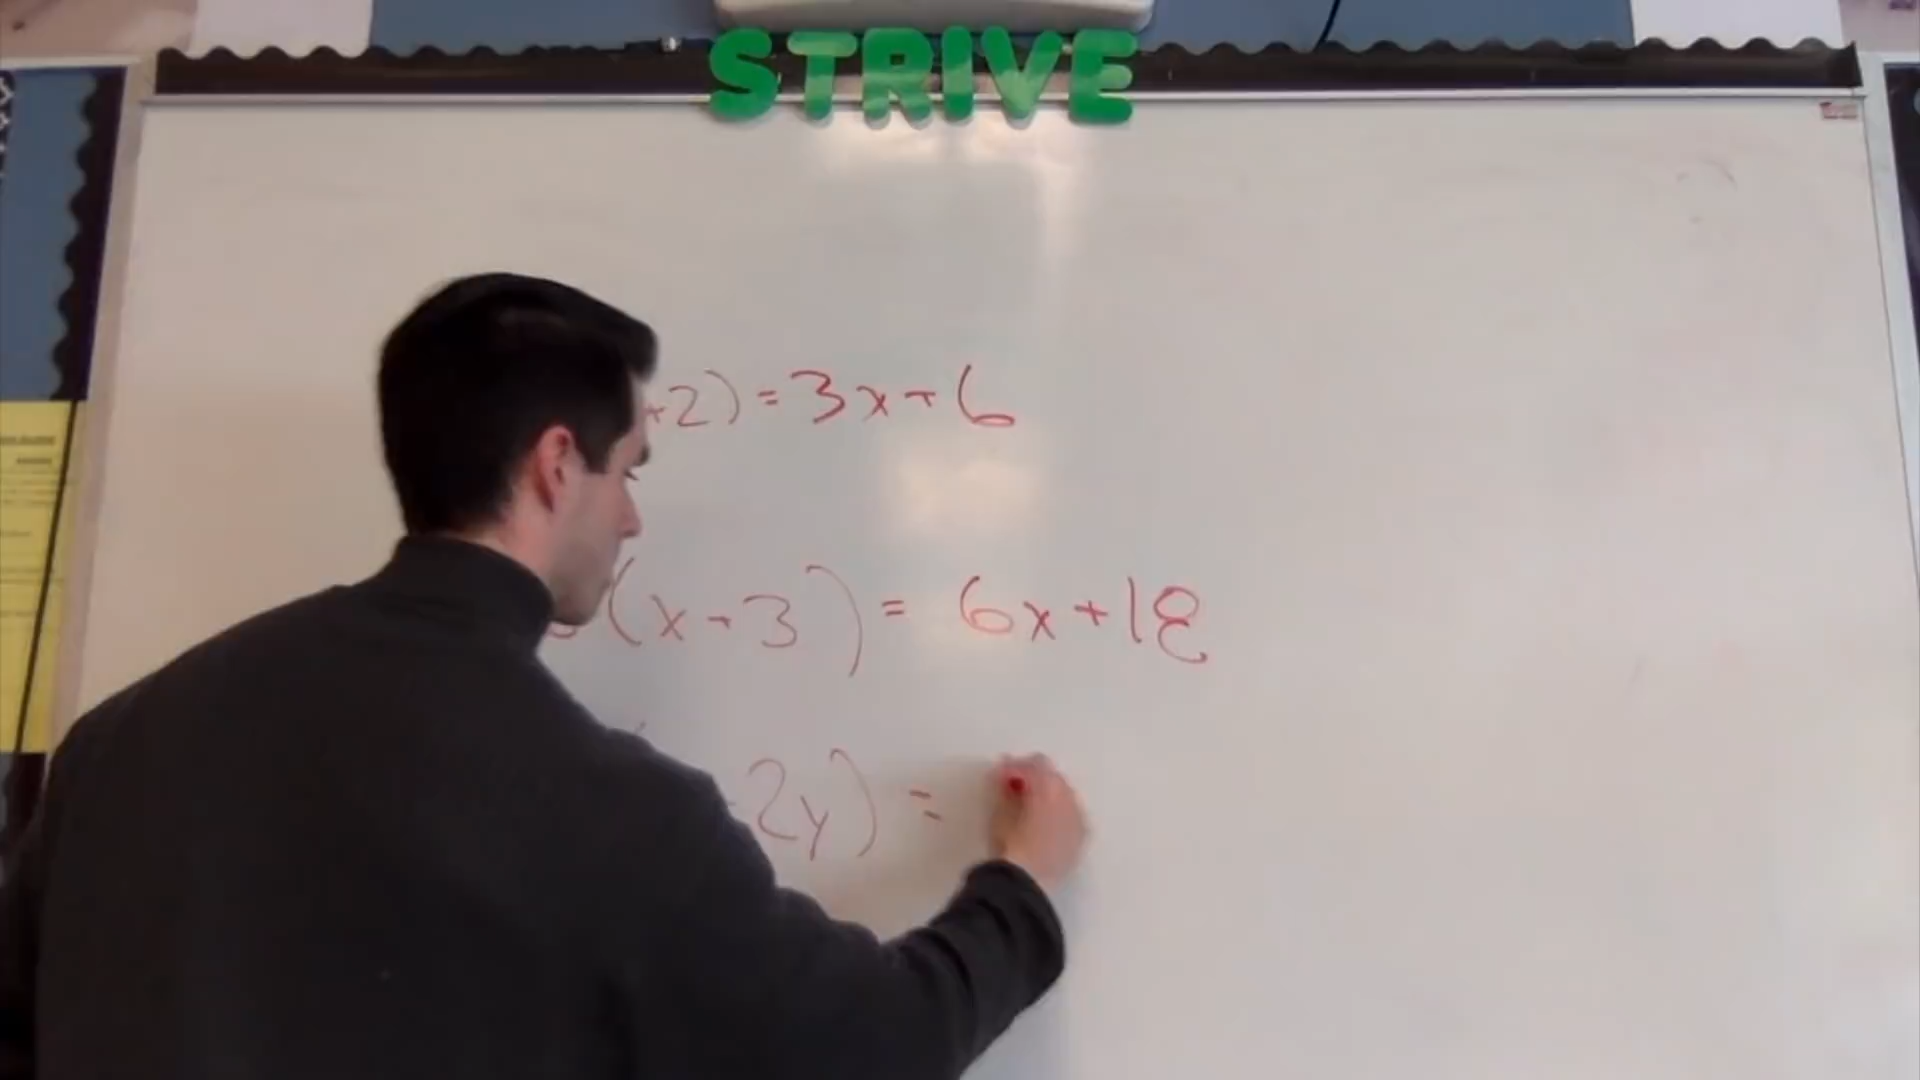 STRIVE
+2) = 3x + 6
(x + 3) = 6x + 18
2y) =